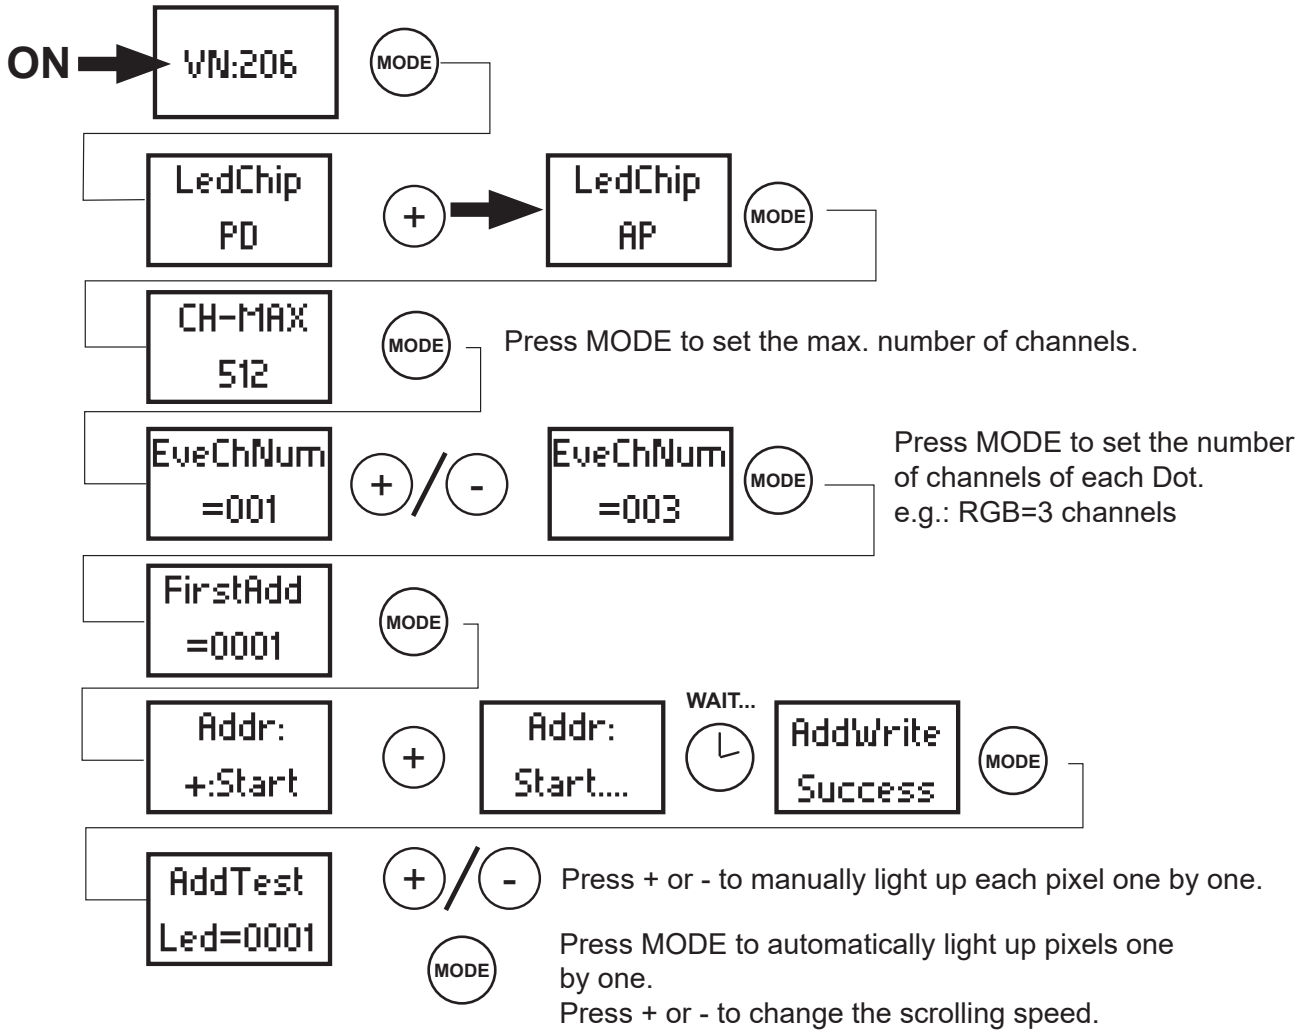 ON
VN:206
MODE
LedChip
PD
+
LedChip
AP
MODE
CH-MAX
512
MODE
Press MODE to set the max. number of channels.
EveChNum
=001
+/-
EveChNum
=003
MODE
Press MODE to set the number
of channels of each Dot.
e.g.: RGB=3 channels
FirstAdd
=0001
MODE
Addr:
+:Start
+
Addr:
Start....
WAIT...
AddWrite
Success
MODE
AddTest
Led=0001
+/-
Press + or - to manually light up each pixel one by one.
MODE
Press MODE to automatically light up pixels one
by one.
Press + or - to change the scrolling speed.